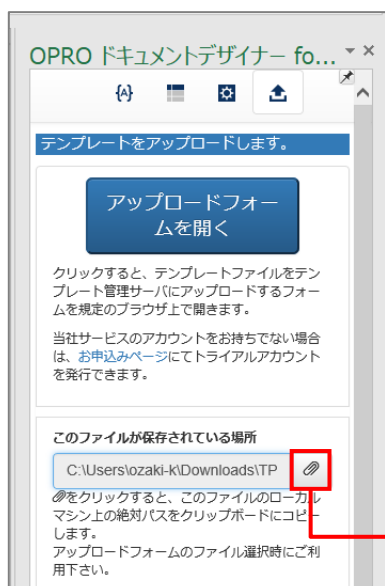 OPRO ドキュメントデザイナー fo...
{A}
テンプレートをアップロードします。
アップロードフォー
ムを開く
クリックすると、テンプレートファイルをテン
プレート管理サーバにアップロードするフォー
ムを規定のブラウザ上で開きます。
当社サービスのアカウントをお持ちでない場合
は、お申込みページにてトライアルアカウント
を発行できます。
このファイルが保存されている場所
C:\Users\ozaki-k\Downloads\TP
をクリックすると、このファイルのローカル
マシン上の絶対パスをクリップボードにコピー
します。
アップロードフォームのファイル選択時にご利
用下さい。